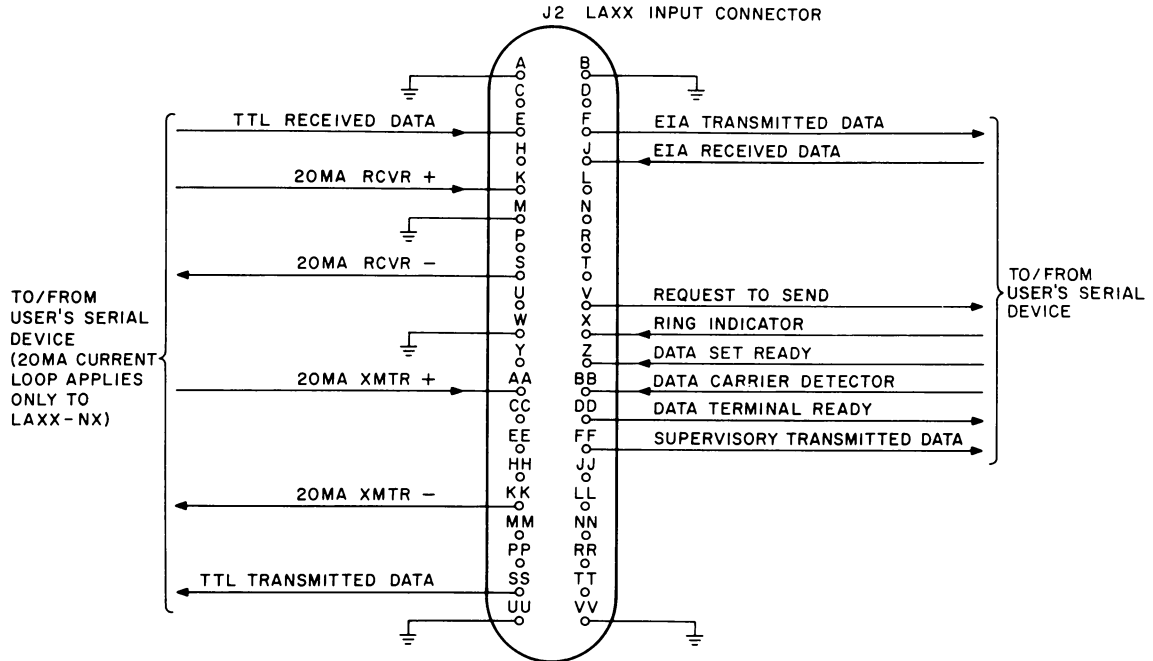 J2 LAXX INPUT CONNECTOR
A B
C D
TTL RECEIVED DATA E F EIA TRANSMITTED DATA
H J EIA RECEIVED DATA
20MA RCVR + K L
M N
P R
20MA RCVR - S T
U V REQUEST TO SEND
W X RING INDICATOR
Y Z DATA SET READY
20MA XMTR + AA BB DATA CARRIER DETECTOR
CC DD DATA TERMINAL READY
EE FF SUPERVISORY TRANSMITTED DATA
HH JJ
20MA XMTR - KK LL
MM NN
PP RR
TTL TRANSMITTED DATA SS TT
UU VV
TO/FROM
USER'S SERIAL
DEVICE
(20MA CURRENT
LOOP APPLIES
ONLY TO
LAXX-NX)
TO/FROM
USER'S SERIAL
DEVICE